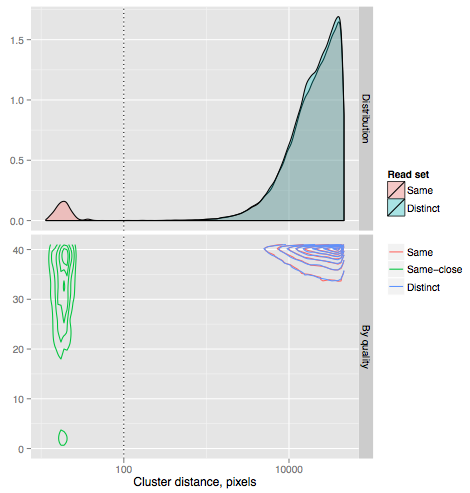 1.5
1.0
0.5
0.0
Distribution
40
30
20
10
0
By quality
100
10000
Cluster distance, pixels
Read set
Same
Distinct
Same
Same-close
Distinct